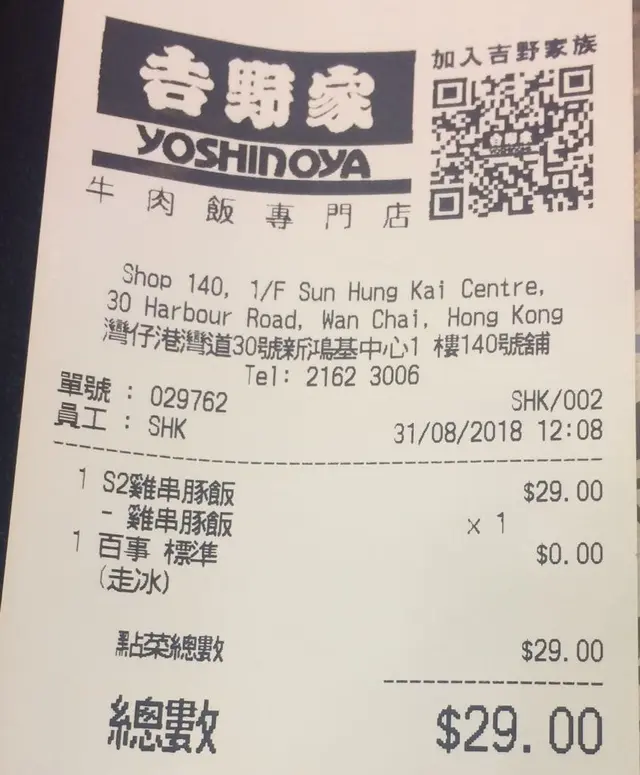 吉野家
YOSHINOYA
牛肉飯專門店
加入吉野家族
Shop 140, 1/F Sun Hung Kai Centre,
30 Harbour Road, Wan Chai, Hong Kong
灣仔港灣道30號新鴻基中心1 樓140號舖
Tel: 2162 3006
單號 : 029762 SHK/002
員工 : SHK 31/08/2018 12:08
1 S2雞串豚飯 $29.00
- 雞串豚飯 x 1
1 百事 標準 $0.00
(走冰)
點菜總數 $29.00
總數 $29.00